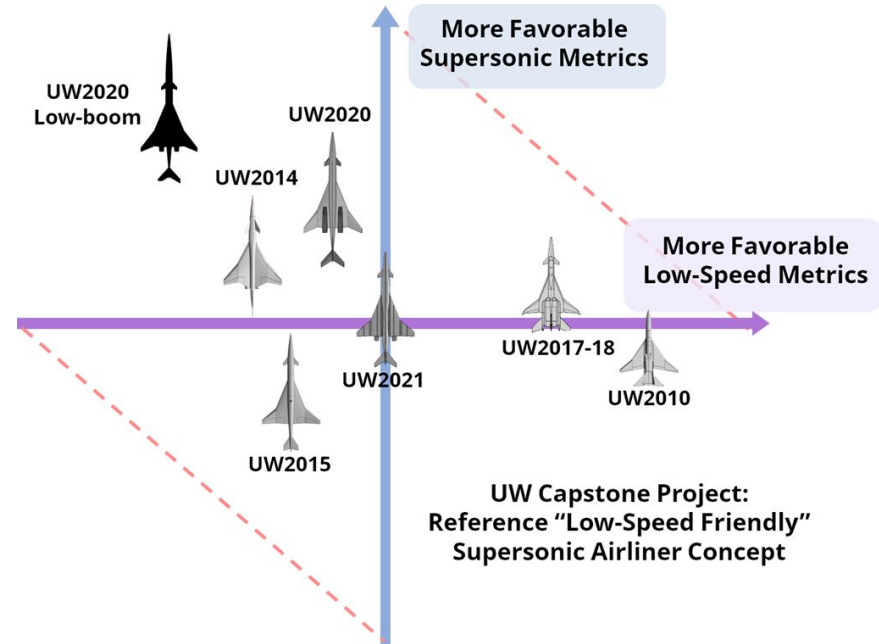 More Favorable
Supersonic Metrics
UW2020
Low-boom
UW2020
UW2014
More Favorable
Low-Speed Metrics
UW2017-18
UW2021
UW2010
UW2015
UW Capstone Project:
Reference “Low-Speed Friendly”
Supersonic Airliner Concept